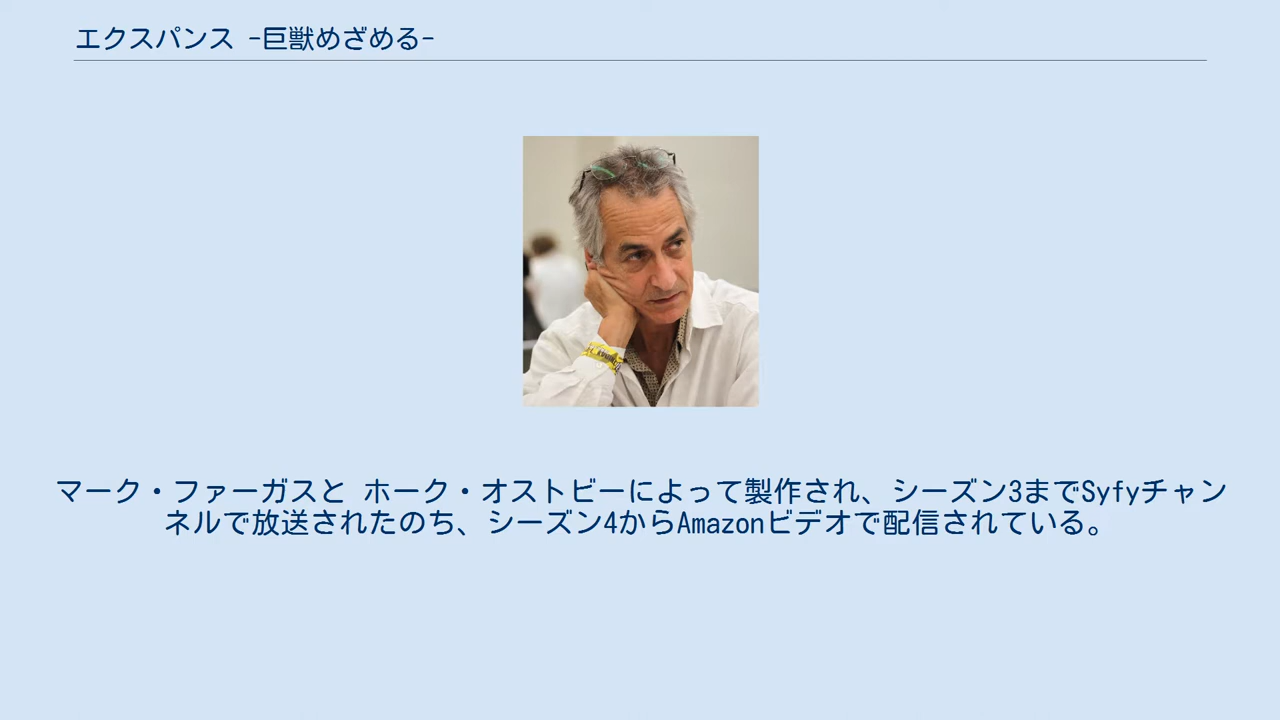 エクスパンス -巨獣めざめる-
マーク・ファーガスと ホーク・オストビーによって製作され、シーズン3までSyfyチャン
ネルで放送されたのち、シーズン4からAmazonビデオで配信されている。